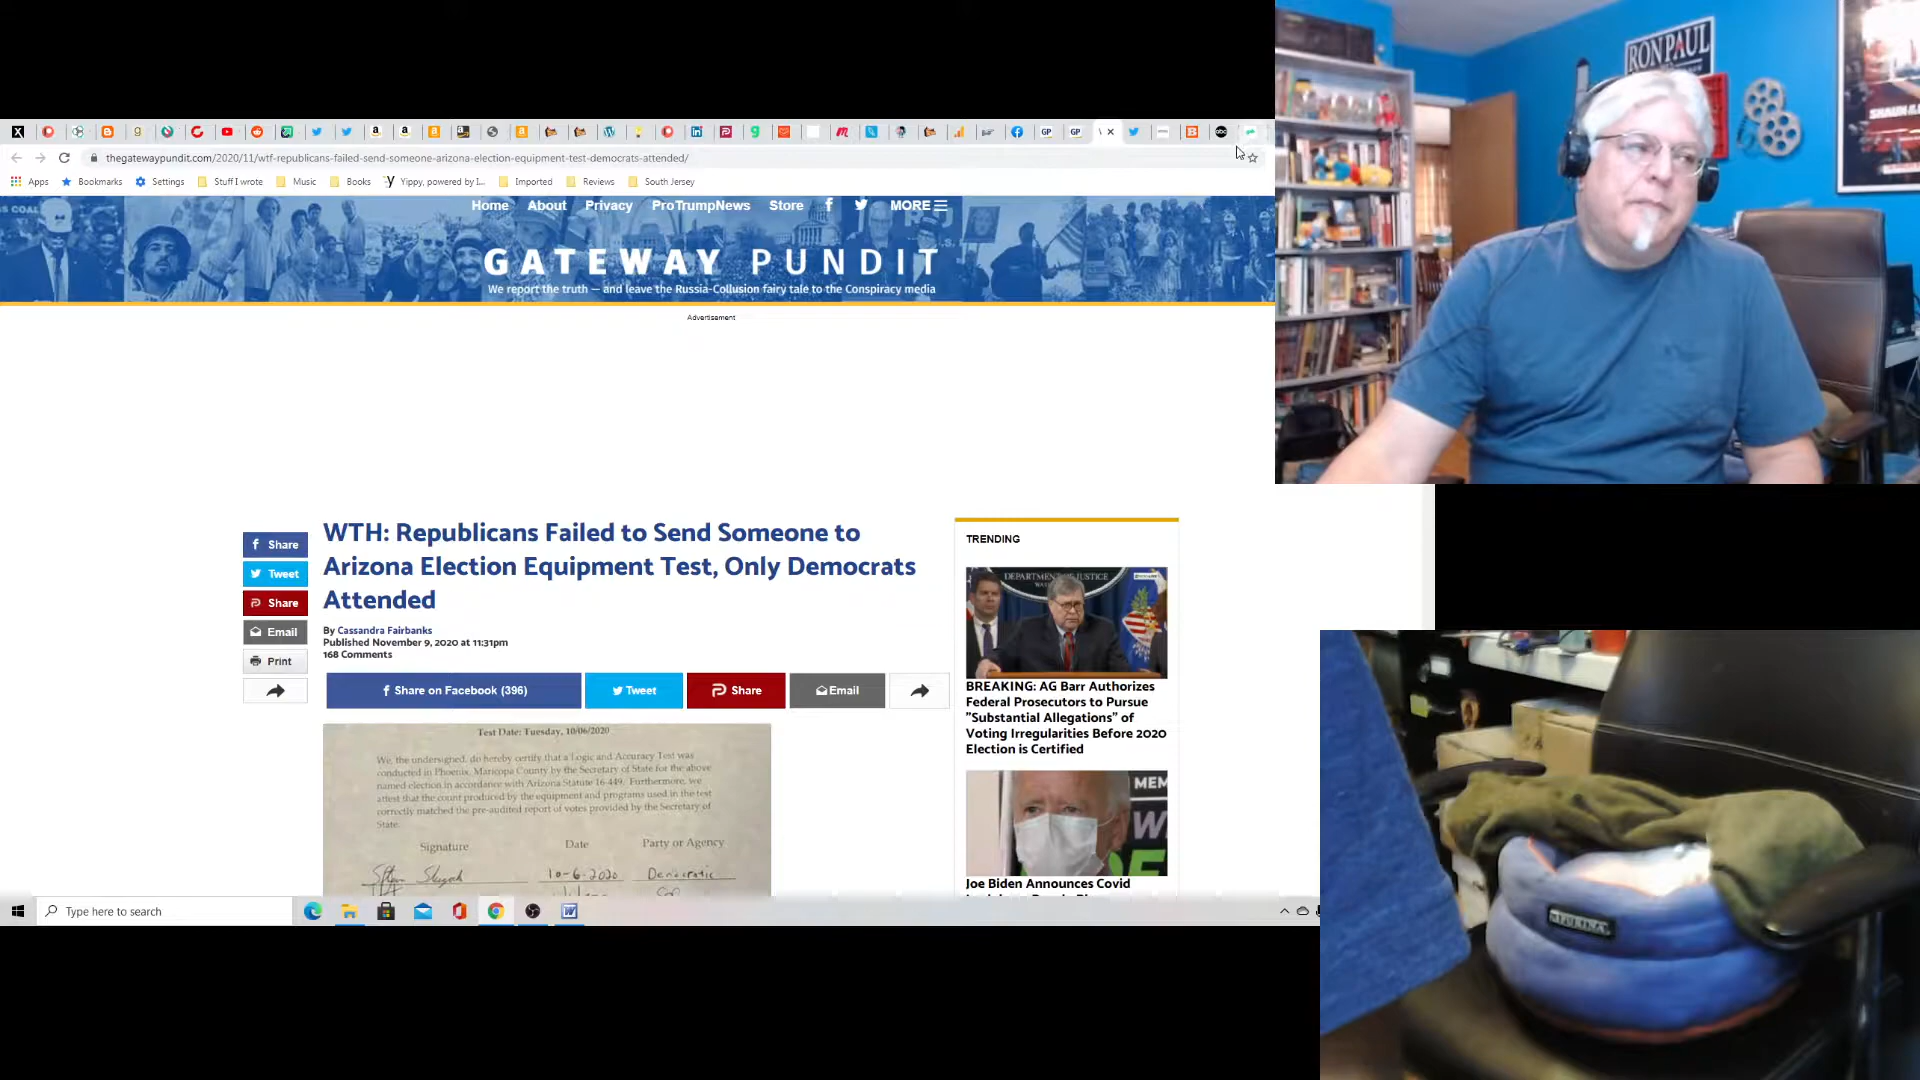 RON PAUL
thegatewaypundit.com/2020/11/wtf-republicans-failed-send-someone-arizona-election-equipment-test-democrats-attended/
Apps Bookmarks Settings Stuff I wrote Music Books Yippy, powered by I... Imported Reviews South Jersey
Home About Privacy ProTrumpNews Store MORE
S COAL
GATEWAY PUNDIT
We report the truth — and leave the Russia-Collusion fairy tale to the Conspiracy media
Advertisement
WTH: Republicans Failed to Send Someone to
Arizona Election Equipment Test, Only Democrats
Attended
By Cassandra Fairbanks
Published November 9, 2020 at 11:31pm
168 Comments
Share
Tweet
Share
Email
Print
Share on Facebook (396) Tweet Share Email
Test Date: Tuesday, 10/06/2020
We, the undersigned, do hereby certify that a Logic and Accuracy Test was
conducted in Phoenix, Maricopa County by the Secretary of State for the above
named election in accordance with Arizona Statute 16-449. Furthermore, we
attest that the count produced by the equipment and programs used in the test
correctly matched the pre-audited report of votes provided by the Secretary of
State.
Signature Date Party or Agency
10-6-2020 Democratic
TRENDING
DEPARTMENT OF JUSTICE
BREAKING: AG Barr Authorizes
Federal Prosecutors to Pursue
"Substantial Allegations" of
Voting Irregularities Before 2020
Election is Certified
MEM
Joe Biden Announces Covid
Type here to search